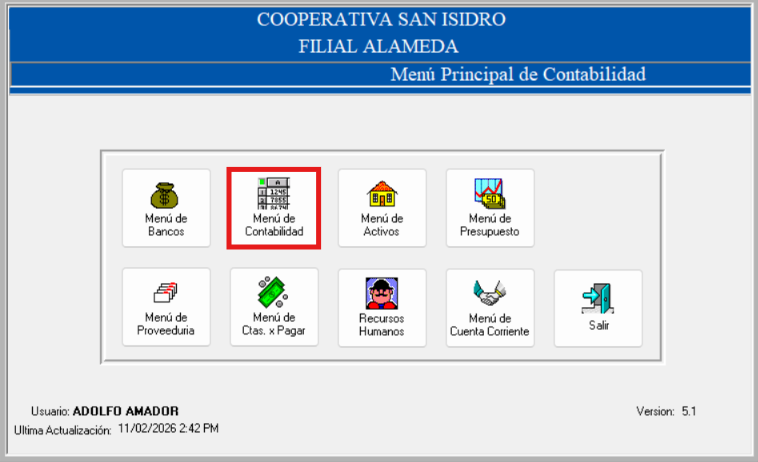 COOPERATIVA SAN ISIDRO
FILIAL ALAMEDA
Menú Principal de Contabilidad
Menú de
Bancos
Menú de
Contabilidad
Menú de
Activos
Menú de
Presupuesto
Menú de
Proveeduria
Menú de
Ctas. x Pagar
Recursos
Humanos
Menú de
Cuenta Corriente
Salir
Usuario: ADOLFO AMADOR
Version: 5.1
Ultima Actualización: 11/02/2026 2:42 PM